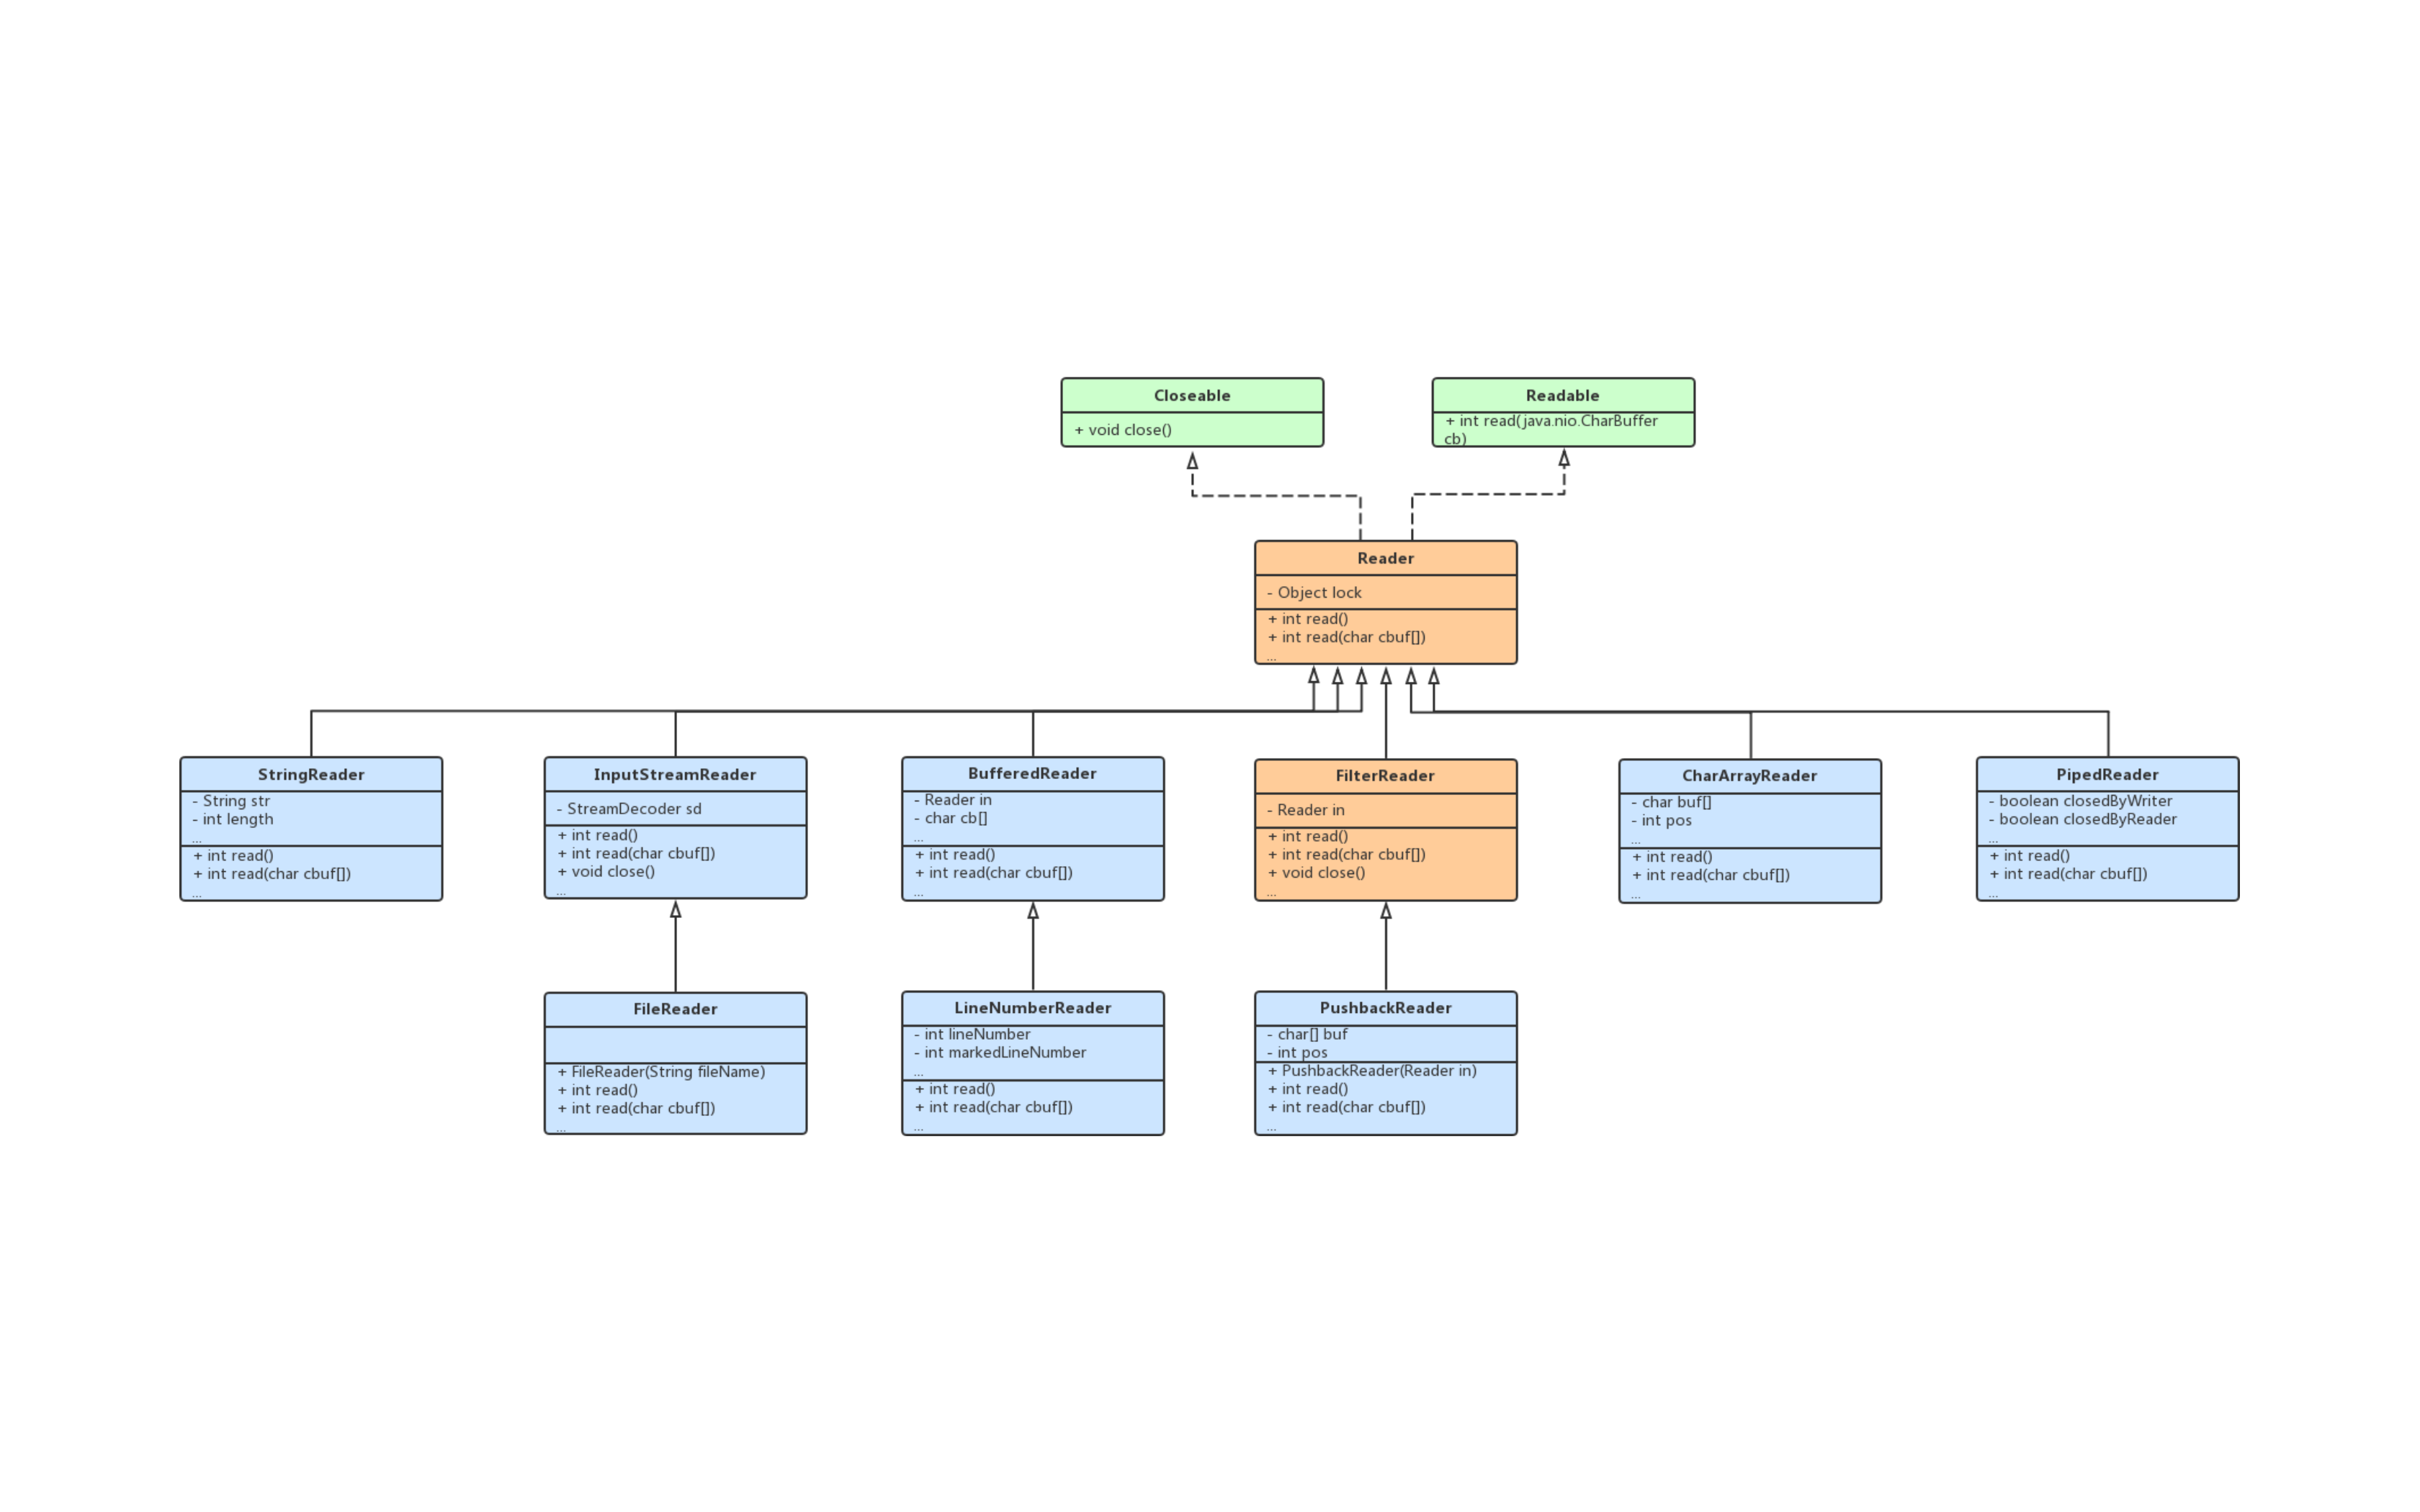 Closeable
+ void close()
Readable
+ int read(java.nio.CharBuffer
cb)
Reader
- Object lock
+ int read()
+ int read(char cbuf[])
...
StringReader
- String str
- int length
...
+ int read()
+ int read(char cbuf[])
...
InputStreamReader
- StreamDecoder sd
+ int read()
+ int read(char cbuf[])
+ void close()
...
BufferedReader
- Reader in
- char cb[]
...
+ int read()
+ int read(char cbuf[])
...
FilterReader
- Reader in
+ int read()
+ int read(char cbuf[])
+ void close()
...
CharArrayReader
- char buf[]
- int pos
...
+ int read()
+ int read(char cbuf[])
...
PipedReader
- boolean closedByWriter
- boolean closedByReader
...
+ int read()
+ int read(char cbuf[])
...
FileReader
+ FileReader(String fileName)
+ int read()
+ int read(char cbuf[])
...
LineNumberReader
- int lineNumber
- int markedLineNumber
...
+ int read()
+ int read(char cbuf[])
...
PushbackReader
- char[] buf
- int pos
+ PushbackReader(Reader in)
+ int read()
+ int read(char cbuf[])
...